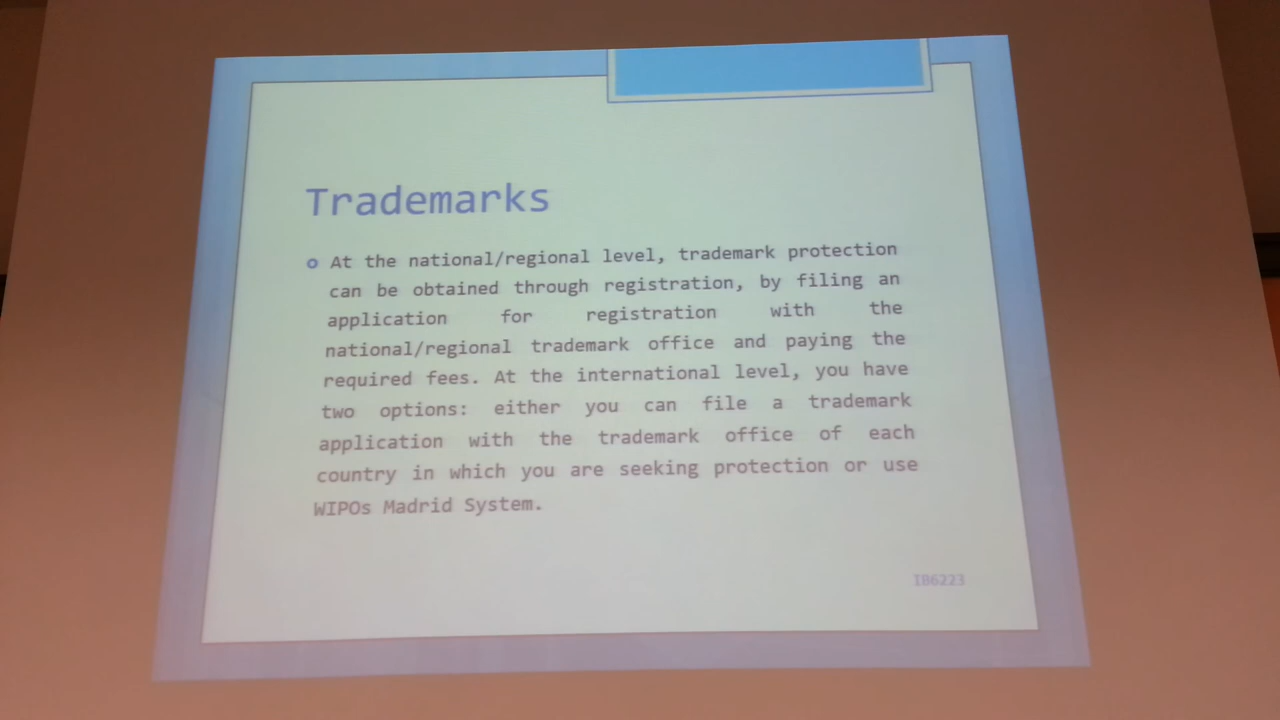 Trademarks
At the national/regional level, trademark protection
can be obtained through registration, by filing an
application for registration with the
national/regional trademark office and paying the
required fees. At the international level, you have
two options: either you can file a trademark
application with the trademark office of each
country in which you are seeking protection or use
WIPOs Madrid System.
IB6223